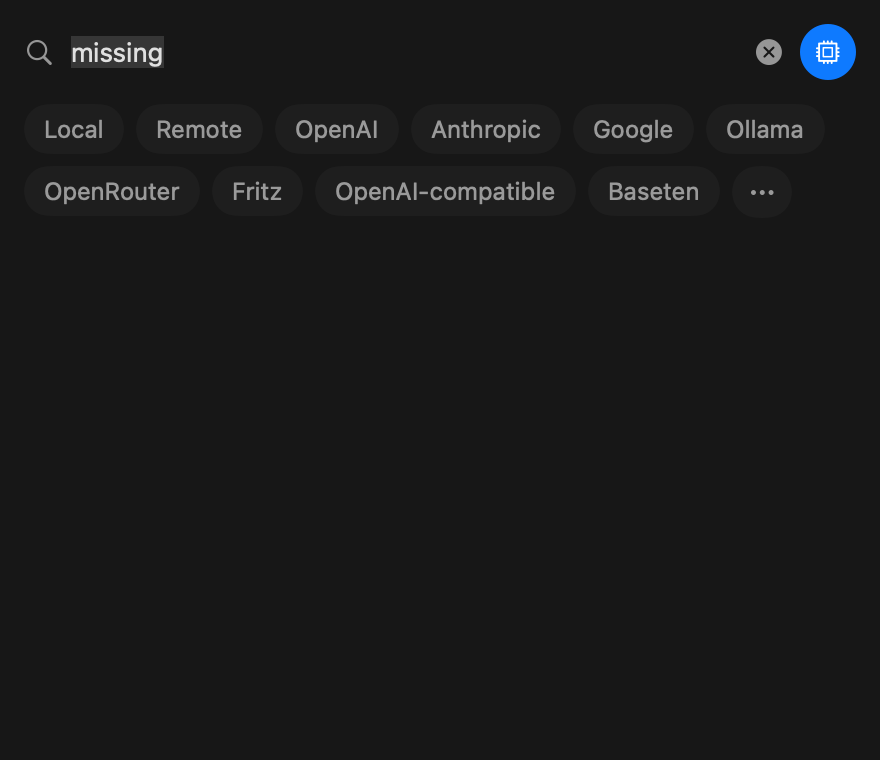 missing
Local Remote OpenAI Anthropic Google Ollama
OpenRouter Fritz OpenAI-compatible Baseten ...